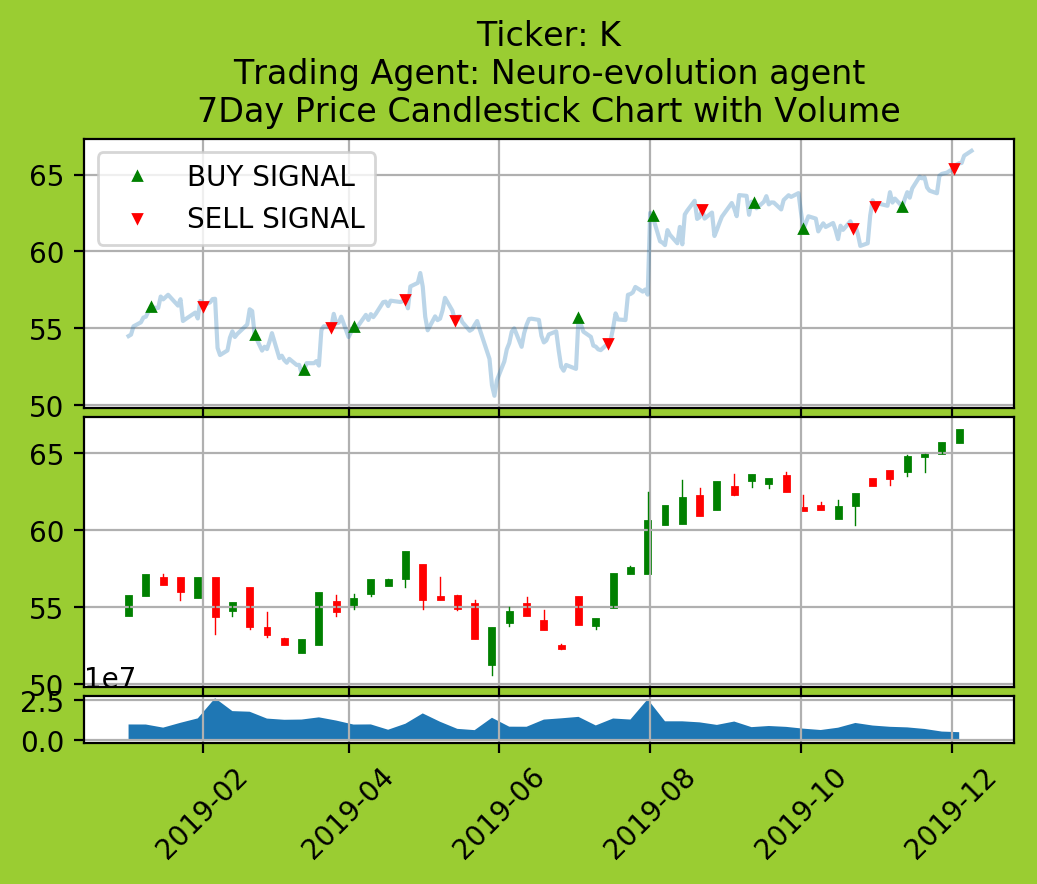 Ticker: K
Trading Agent: Neuro-evolution agent
7Day Price Candlestick Chart with Volume
BUY SIGNAL
SELL SIGNAL
65
60
55
50
65
60
55
50
1e7
2.5
0.0
2019-02
2019-04
2019-06
2019-08
2019-10
2019-12